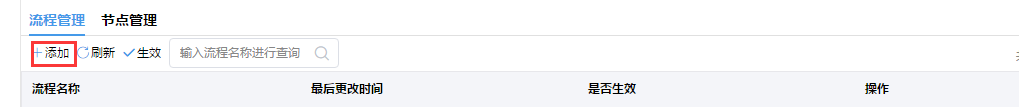 流程管理 节点管理
添加 刷新 生效 输入流程名称进行查询
流程名称 最后更改时间 是否生效 操作